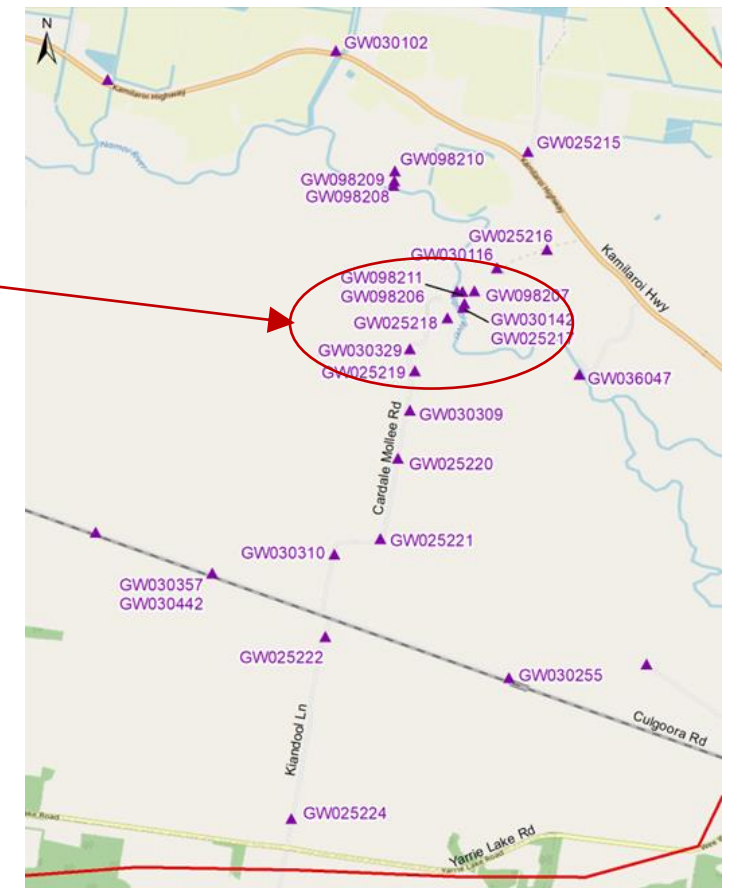 N
GW030102
Kamilaroi Highway
Namoi River
GW025215
GW098210
GW098209
GW098208
Kamilaroi Highway
GW025216
GW030116
Kamilaroi Hwy
GW098211
GW098206
GW098207
GW025218
GW030142
GW025217
GW030329
GW025219
GW036047
GW030309
Cardale Mollee Rd
GW025220
GW025221
GW030310
GW030357
GW030442
GW025222
GW030255
Culgoora Rd
Kiandool Ln
GW025224
Road
Yarrie Lake Rd
Yarrie Lake Road